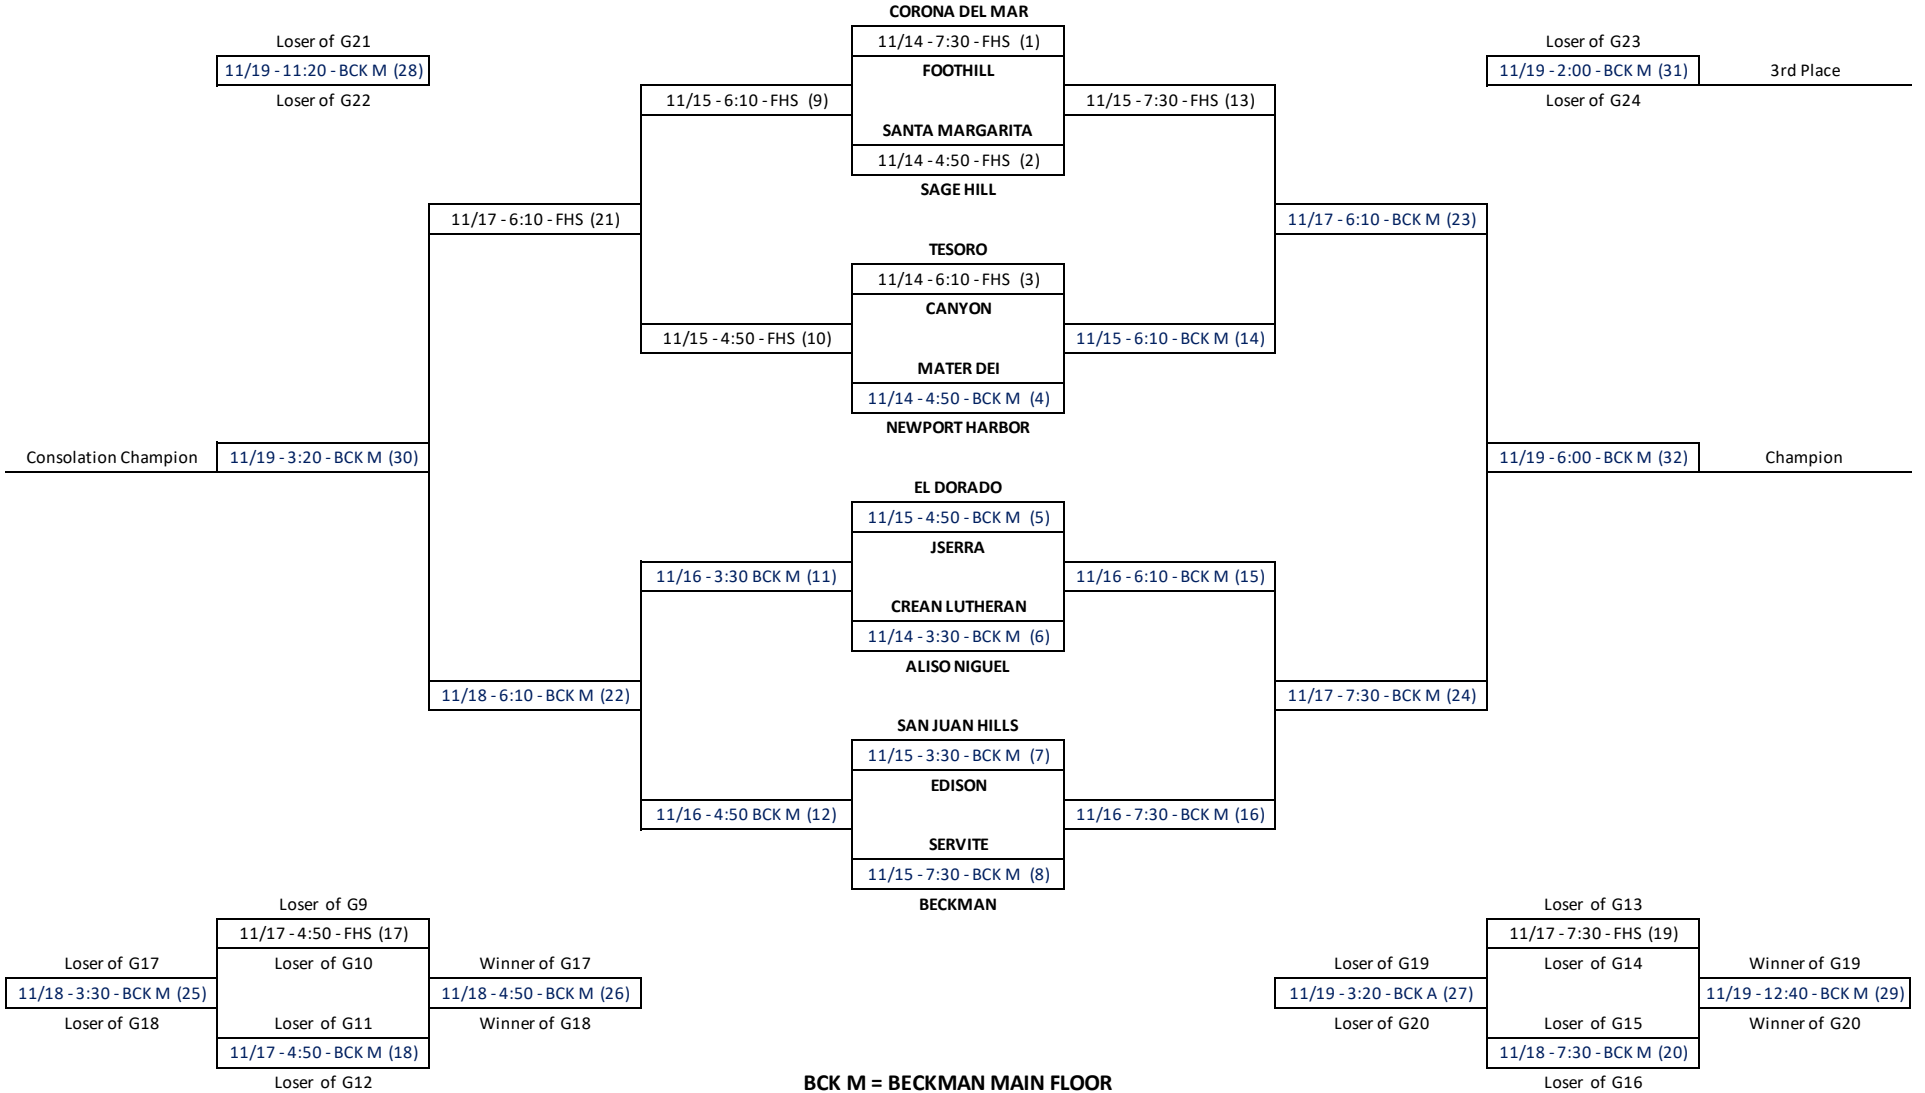 CORONA DEL MAR
Loser of G21
11/14 - 7:30 - FHS (1)
Loser of G23
11/19 - 11:20 - BCK M (28)
FOOTHILL
11/19 - 2:00 - BCK M (31)
3rd Place
Loser of G22
11/15 - 6:10 - FHS (9)
11/15 - 7:30 - FHS (13)
Loser of G24
SANTA MARGARITA
11/14 - 4:50 - FHS (2)
SAGE HILL
11/17 - 6:10 - FHS (21)
11/17 - 6:10 - BCK M (23)
TESORO
11/14 - 6:10 - FHS (3)
CANYON
11/15 - 4:50 - FHS (10)
11/15 - 6:10 - BCK M (14)
MATER DEI
11/14 - 4:50 - BCK M (4)
NEWPORT HARBOR
Consolation Champion
11/19 - 3:20 - BCK M (30)
11/19 - 6:00 - BCK M (32)
Champion
EL DORADO
11/15 - 4:50 - BCK M (5)
JSERRA
11/16 - 3:30 BCK M (11)
11/16 - 6:10 - BCK M (15)
CREAN LUTHERAN
11/14 - 3:30 - BCK M (6)
ALISO NIGUEL
11/18 - 6:10 - BCK M (22)
11/17 - 7:30 - BCK M (24)
SAN JUAN HILLS
11/15 - 3:30 - BCK M (7)
EDISON
11/16 - 4:50 BCK M (12)
11/16 - 7:30 - BCK M (16)
SERVITE
11/15 - 7:30 - BCK M (8)
BECKMAN
Loser of G9
Loser of G13
11/17 - 4:50 - FHS (17)
11/17 - 7:30 - FHS (19)
Loser of G17
Loser of G10
Winner of G17
Loser of G19
Loser of G14
Winner of G19
11/18 - 3:30 - BCK M (25)
11/18 - 4:50 - BCK M (26)
11/19 - 3:20 - BCK A (27)
11/19 - 12:40 - BCK M (29)
Loser of G18
Loser of G11
Winner of G18
Loser of G20
Loser of G15
Winner of G20
11/17 - 4:50 - BCK M (18)
11/18 - 7:30 - BCK M (20)
Loser of G12
BCK M = BECKMAN MAIN FLOOR
Loser of G16